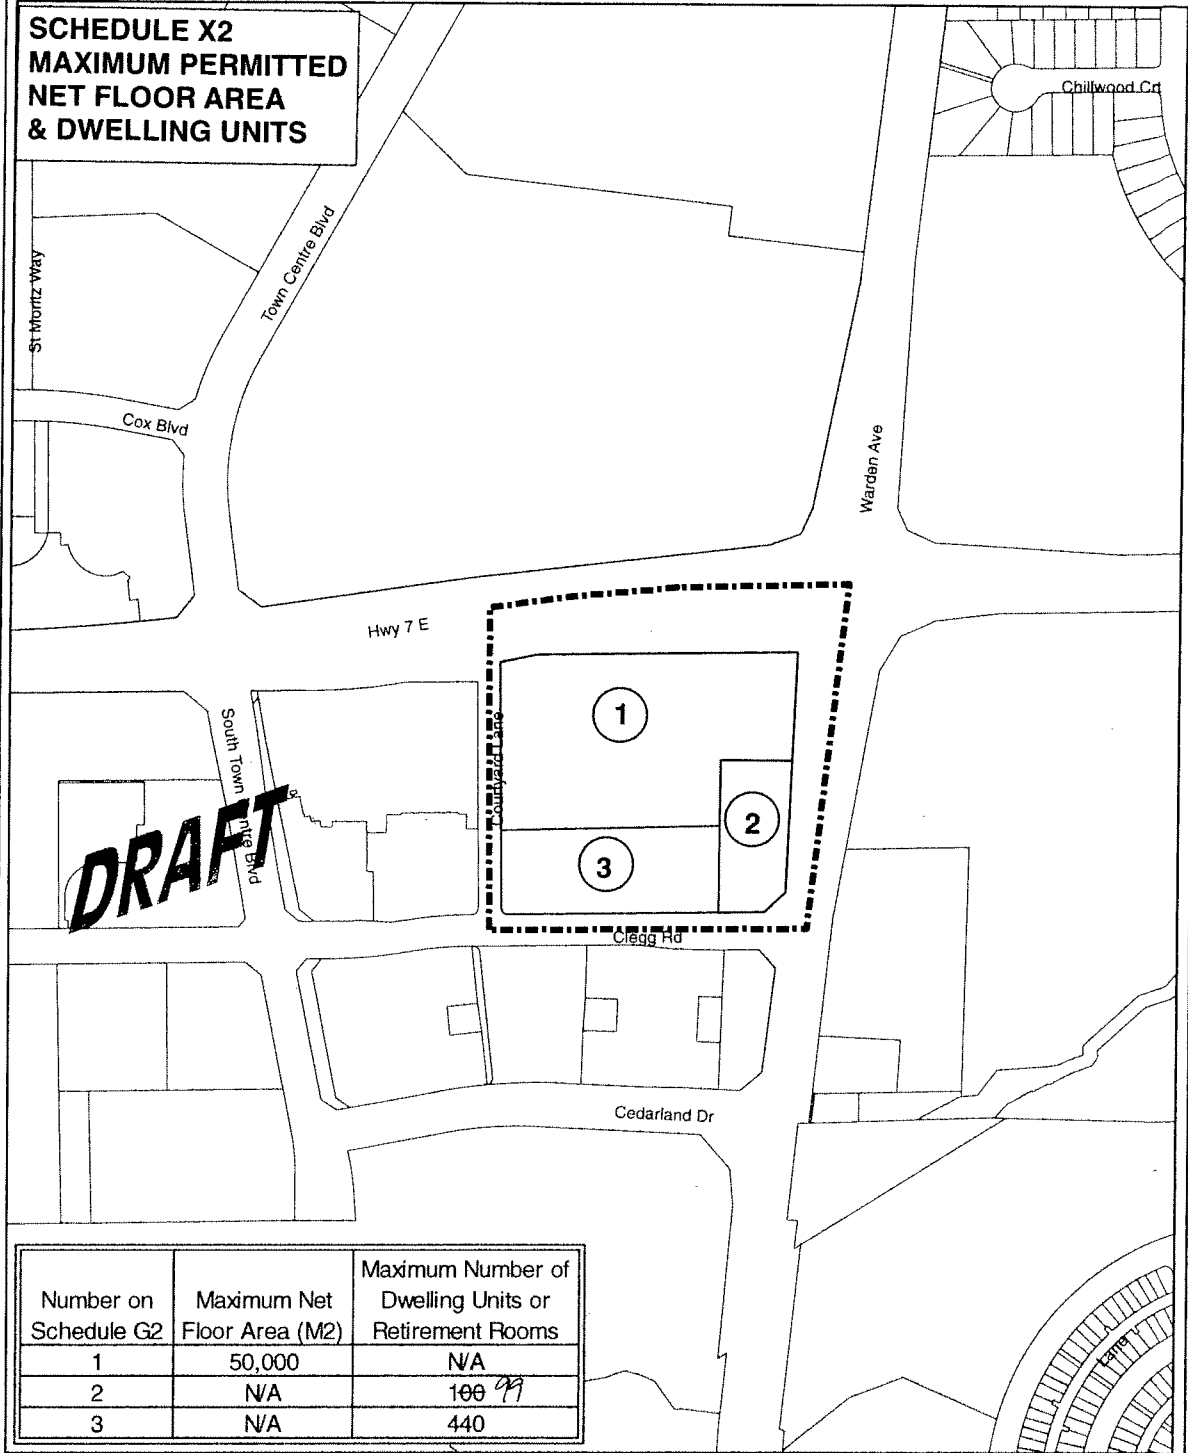 SCHEDULE X2
MAXIMUM PERMITTED
NET FLOOR AREA
& DWELLING UNITS
Chillwood Crt
St Moritz Way
Town Centre Blvd
Cox Blvd
Warden Ave
Hwy 7 E
South Town Centre Blvd
Courtyard Lane
1
2
3
DRAFT
Clegg Rd
Cedarland Dr
Lane
Number on Schedule G2
Maximum Net Floor Area (M2)
Maximum Number of Dwelling Units or Retirement Rooms
1 50,000 N/A
2 N/A 100 99
3 N/A 440